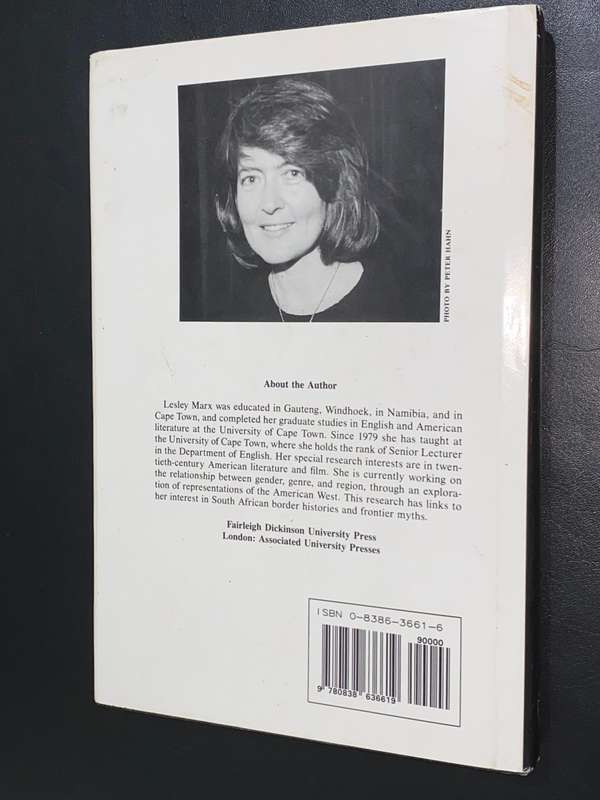 PHOTO BY PETER HAHN
About the Author
Lesley Marx was educated in Gauteng, Windhoek, in Namibia, and in
Cape Town, and completed her graduate studies in English and American
literature at the University of Cape Town. Since 1979 she has taught at
the University of Cape Town, where she holds the rank of Senior Lecturer
in the Department of English. Her special research interests are in twen-
tieth-century American literature and film. She is currently working on
the relationship between gender, genre, and region, through an explora-
tion of representations of the American West. This research has links to
her interest in South African border histories and frontier myths.
Fairleigh Dickinson University Press
London: Associated University Presses
ISBN 0-8386-3661-6
90000
9 780838 636619